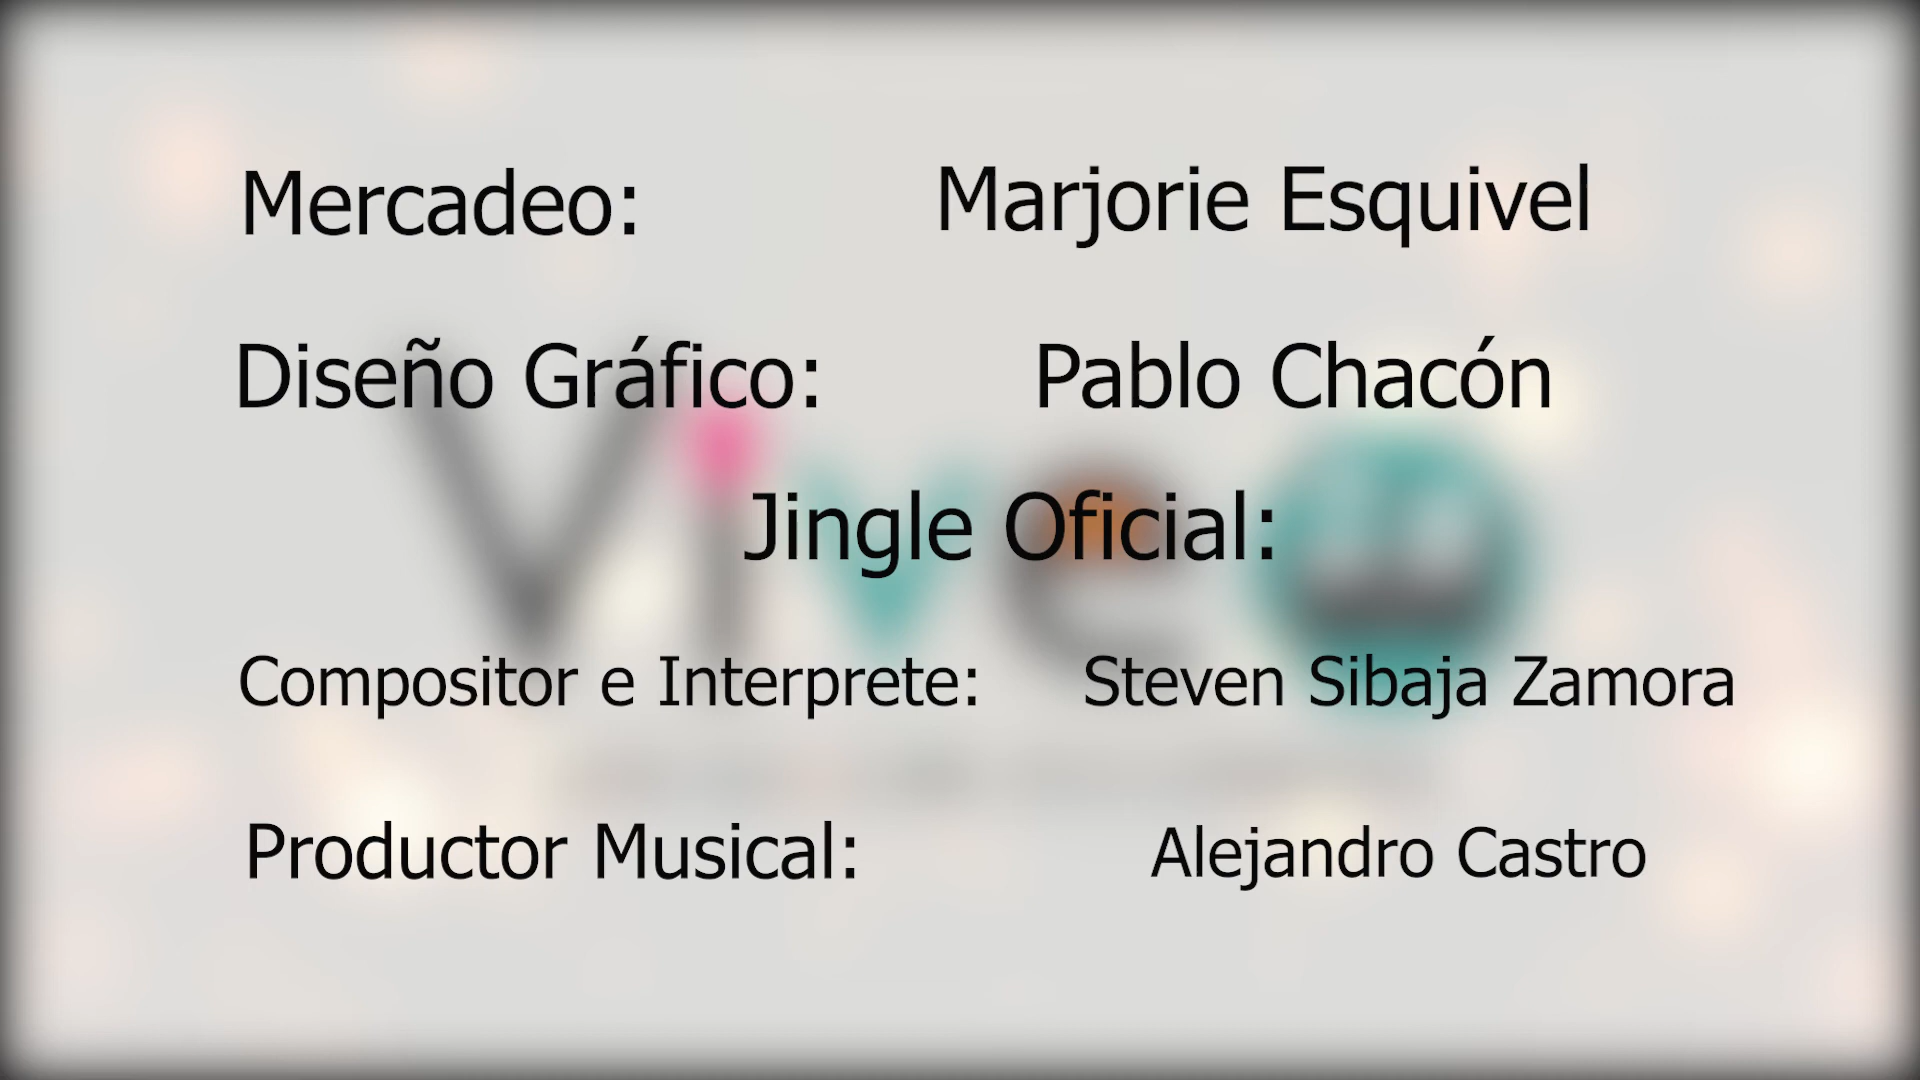 Mercadeo: Marjorie Esquivel
Diseño Gráfico: Pablo Chacón
Jingle Oficial:
Compositor e Interprete: Steven Sibaja Zamora
Productor Musical: Alejandro Castro